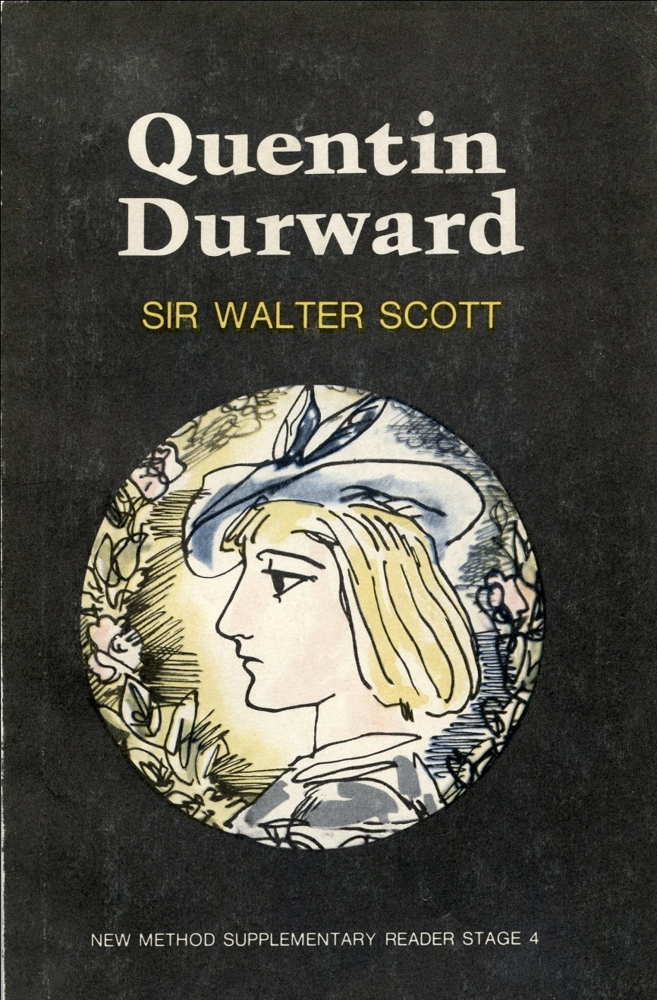 Quentin
Durward
SIR WALTER SCOTT
NEW METHOD SUPPLEMENTARY READER STAGE 4